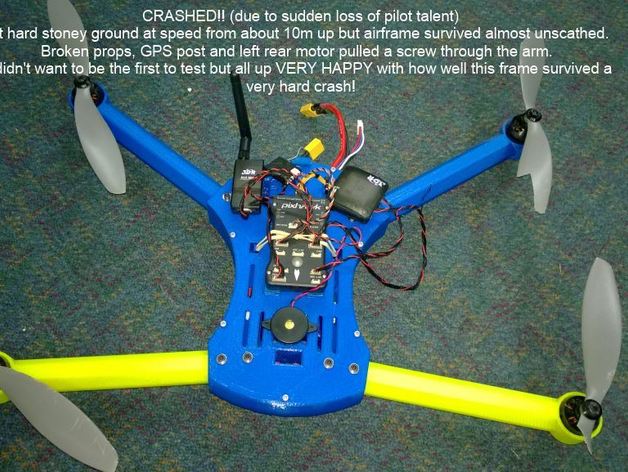 CRASHED!! (due to sudden loss of pilot talent)
t hard stoney ground at speed from about 10m up but airframe survived almost unscathed.
Broken props, GPS post and left rear motor pulled a screw through the arm.
didn't want to be the first to test but all up VERY HAPPY with how well this frame survived a
very hard crash!
3DR
3DR
pixhawk